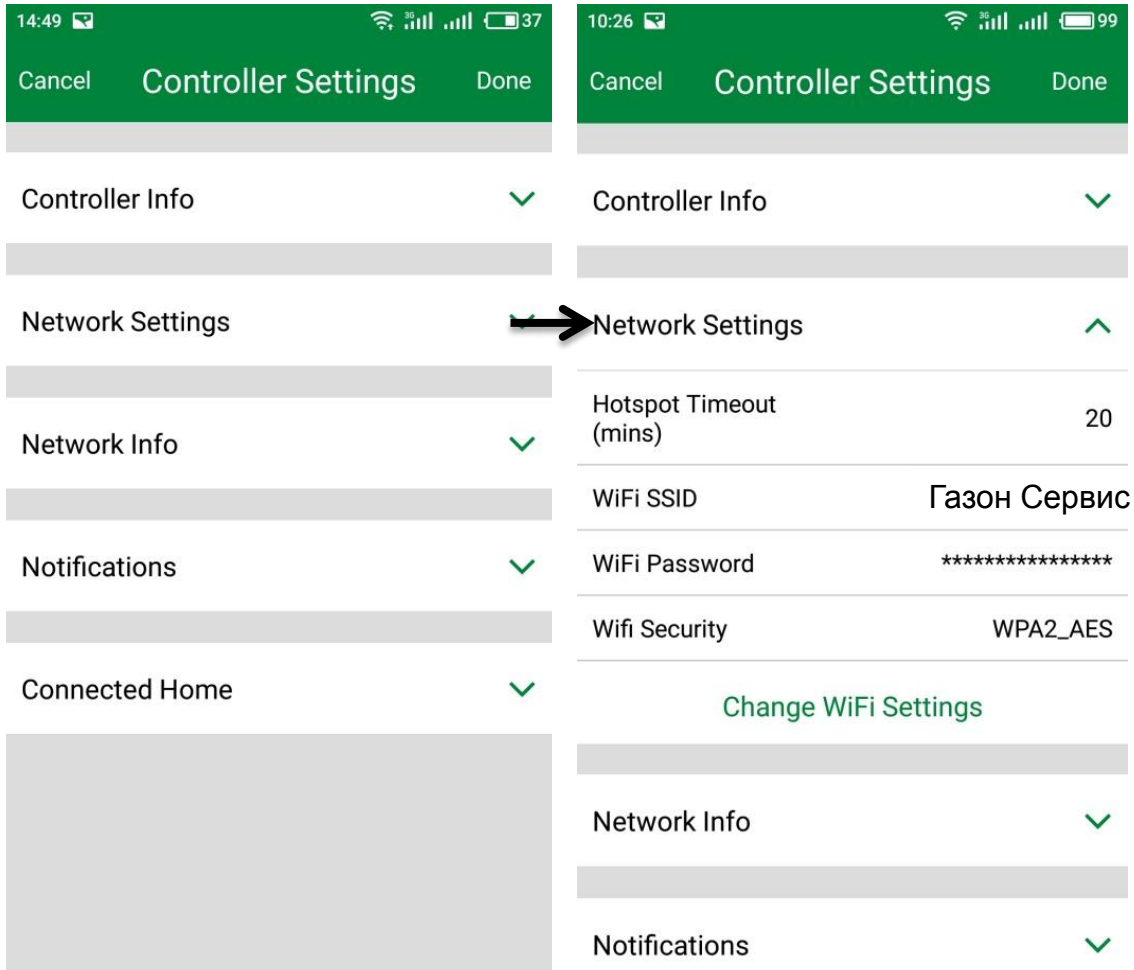 14:49 3G 37
Cancel Controller Settings Done
Controller Info
Network Settings
Network Info
Notifications
Connected Home
10:26 3G 99
Cancel Controller Settings Done
Controller Info
Network Settings
Hotspot Timeout
(mins) 20
WiFi SSID Газон Сервис
WiFi Password ****************
Wifi Security WPA2_AES
Change WiFi Settings
Network Info
Notifications